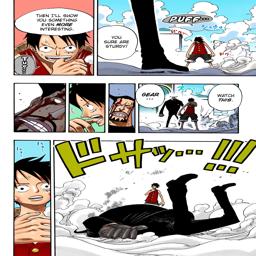 THEN I'LL SHOW
YOU SOMETHING
EVEN MORE
INTERESTING.
YOU
SURE ARE
STURDY!
PUFF...
GEAR...
WATCH
THIS.
ドサッ…!!!